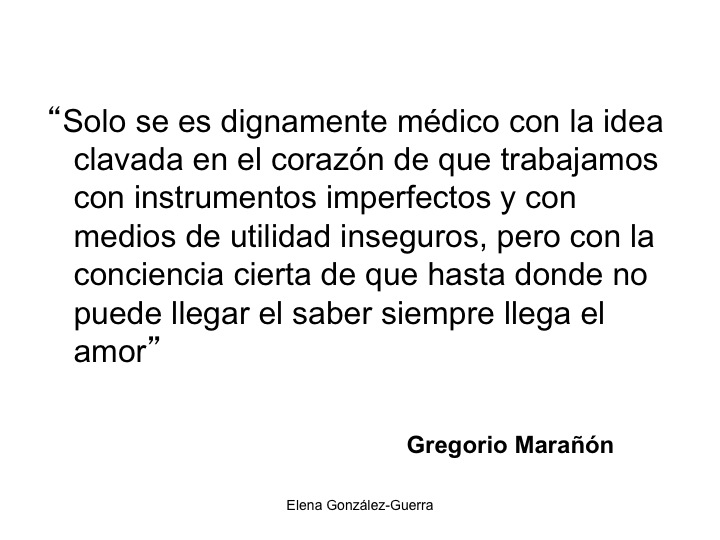 “Solo se es dignamente médico con la idea
clavada en el corazón de que trabajamos
con instrumentos imperfectos y con
medios de utilidad inseguros, pero con la
conciencia cierta de que hasta donde no
puede llegar el saber siempre llega el
amor”
Gregorio Marañón
Elena González-Guerra